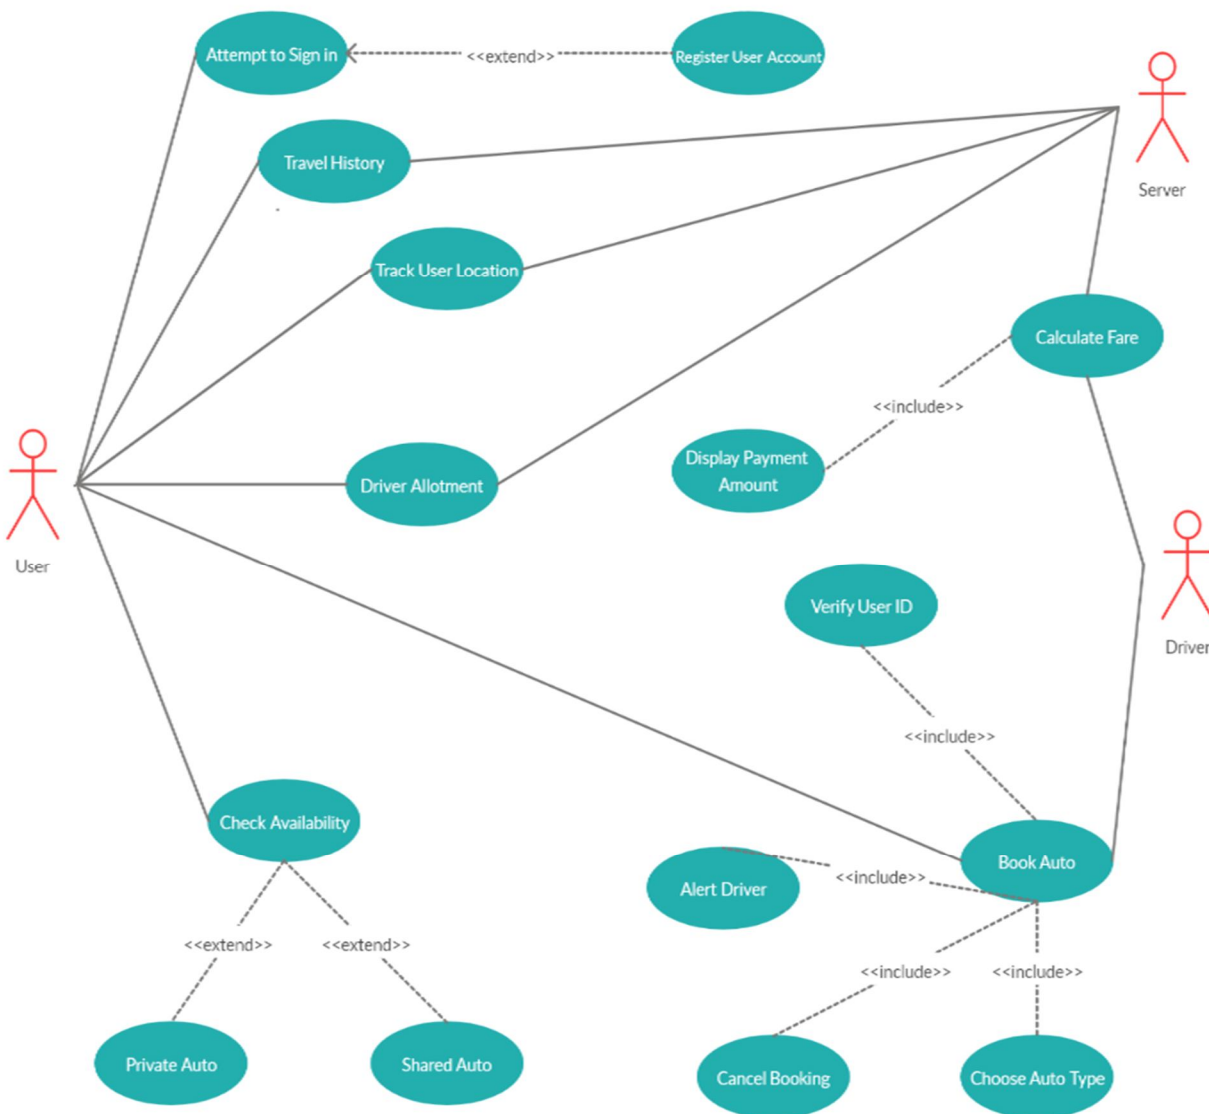 Attempt to Sign in
<<extend>>
Register User Account
Travel History
Server
Track User Location
Calculate Fare
<<include>>
Display Payment
Amount
Driver Allotment
User
Verify User ID
Driver
<<include>>
Check Availability
Book Auto
<<include>>
Alert Driver
<<extend>>
<<extend>>
<<include>>
<<include>>
Private Auto
Shared Auto
Cancel Booking
Choose Auto Type